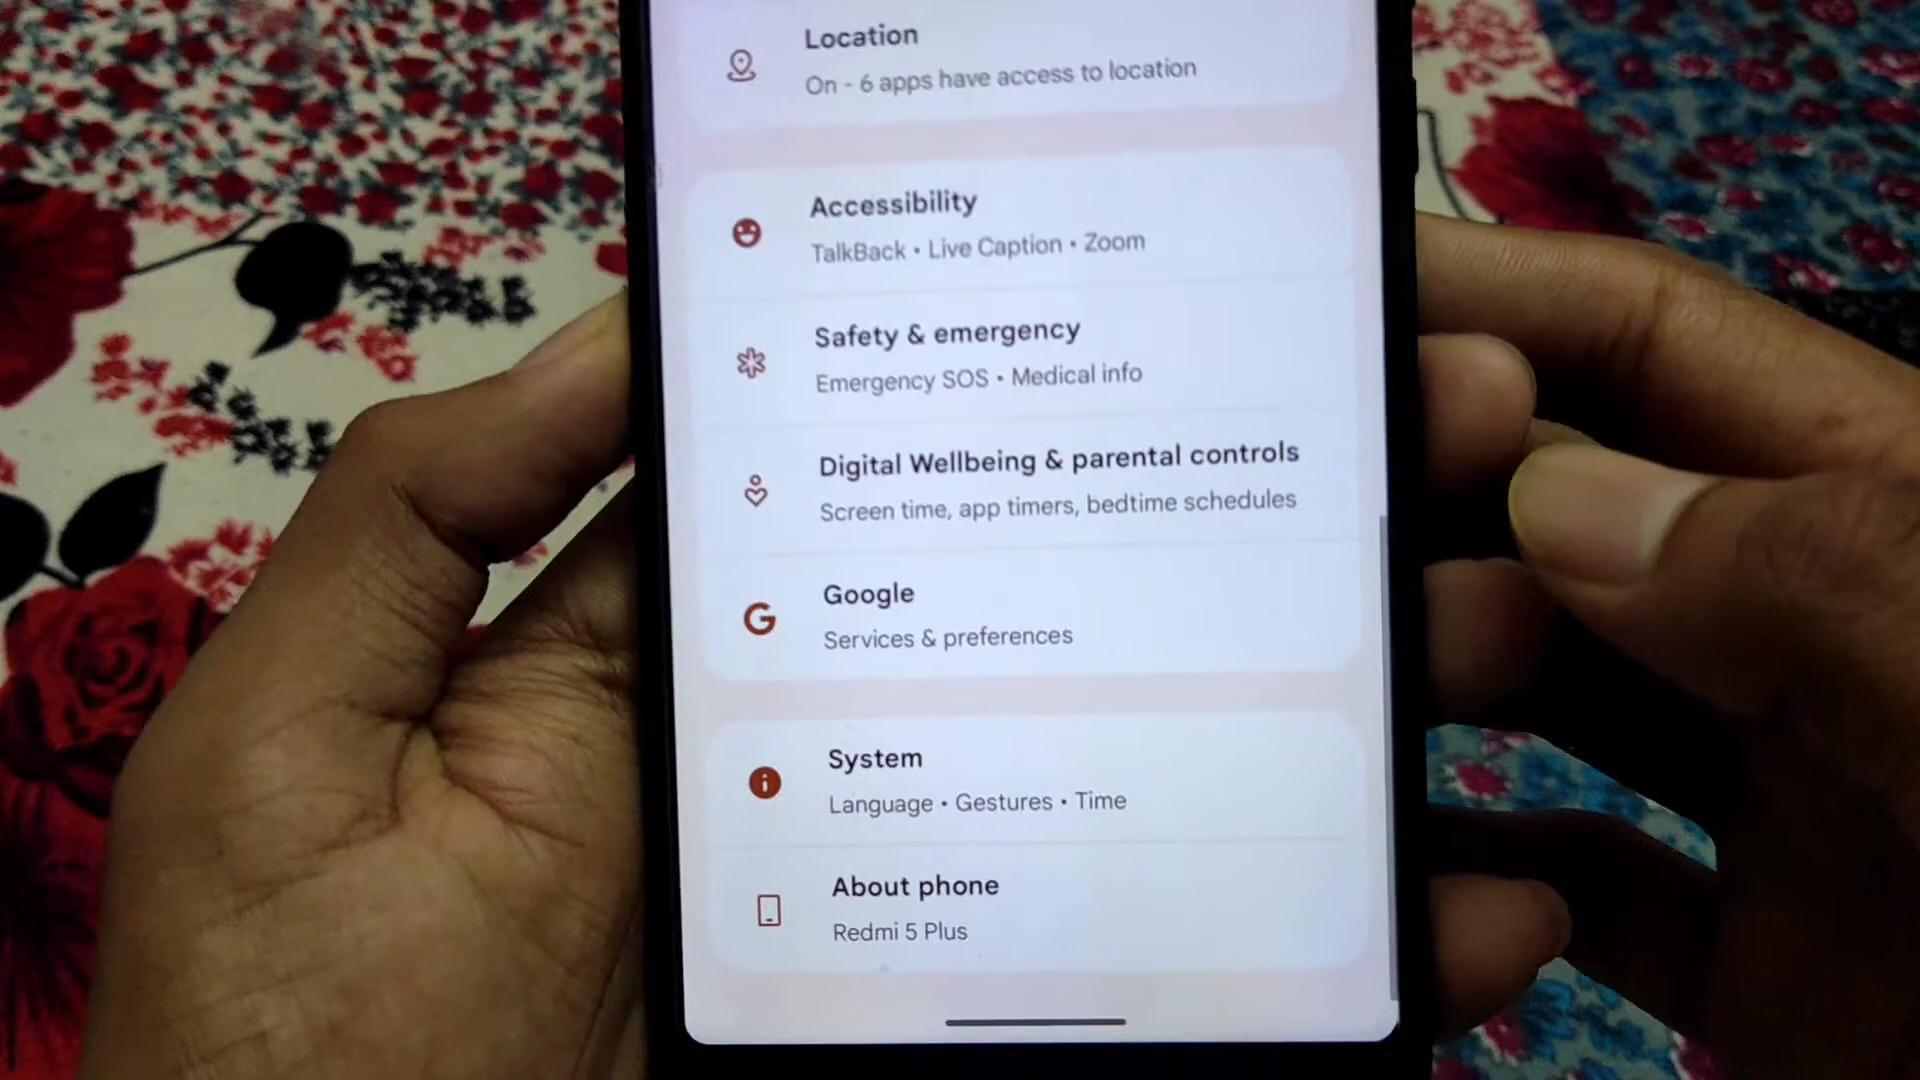 Location
On - 6 apps have access to location
Accessibility
TalkBack • Live Caption • Zoom
Safety & emergency
Emergency SOS • Medical info
Digital Wellbeing & parental controls
Screen time, app timers, bedtime schedules
Google
Services & preferences
System
Language • Gestures • Time
About phone
Redmi 5 Plus